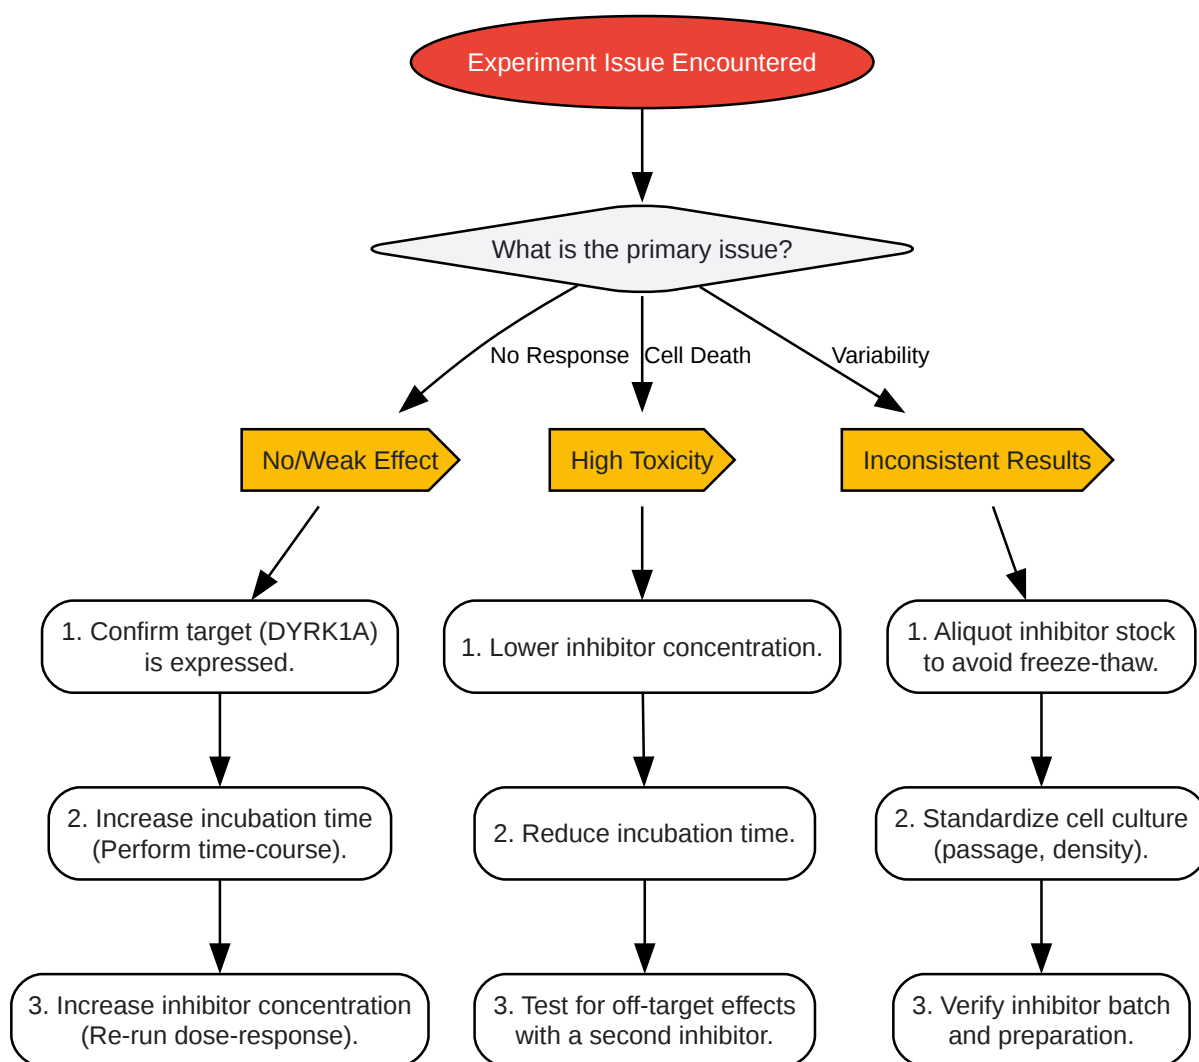 Experiment Issue Encountered
What is the primary issue?
No Response
Cell Death
Variability
No/Weak Effect
High Toxicity
Inconsistent Results
1. Confirm target (DYRK1A)
is expressed.
1. Lower inhibitor concentration.
1. Aliquot inhibitor stock
to avoid freeze-thaw.
2. Increase incubation time
(Perform time-course).
2. Reduce incubation time.
2. Standardize cell culture
(passage, density).
3. Increase inhibitor concentration
(Re-run dose-response).
3. Test for off-target effects
with a second inhibitor.
3. Verify inhibitor batch
and preparation.